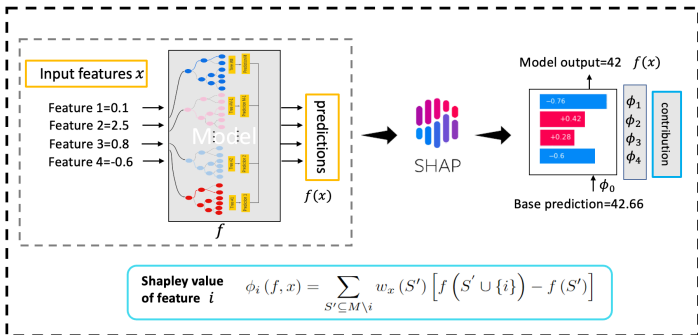 Input features x
Feature 1=0.1
Feature 2=2.5
Feature 3=0.8
Feature 4=-0.6
Model
f
predictions
f(x)
SHAP
Model output=42 f(x)
−0.76
+0.42
+0.28
−0.6
ϕ1
ϕ2
ϕ3
ϕ4
contribution
ϕ0
Base prediction=42.66
Shapley value
of feature i
ϕi (f, x) = ∑ S′⊆M\i wx (S′) [f (S′ ∪ {i}) − f (S′)]